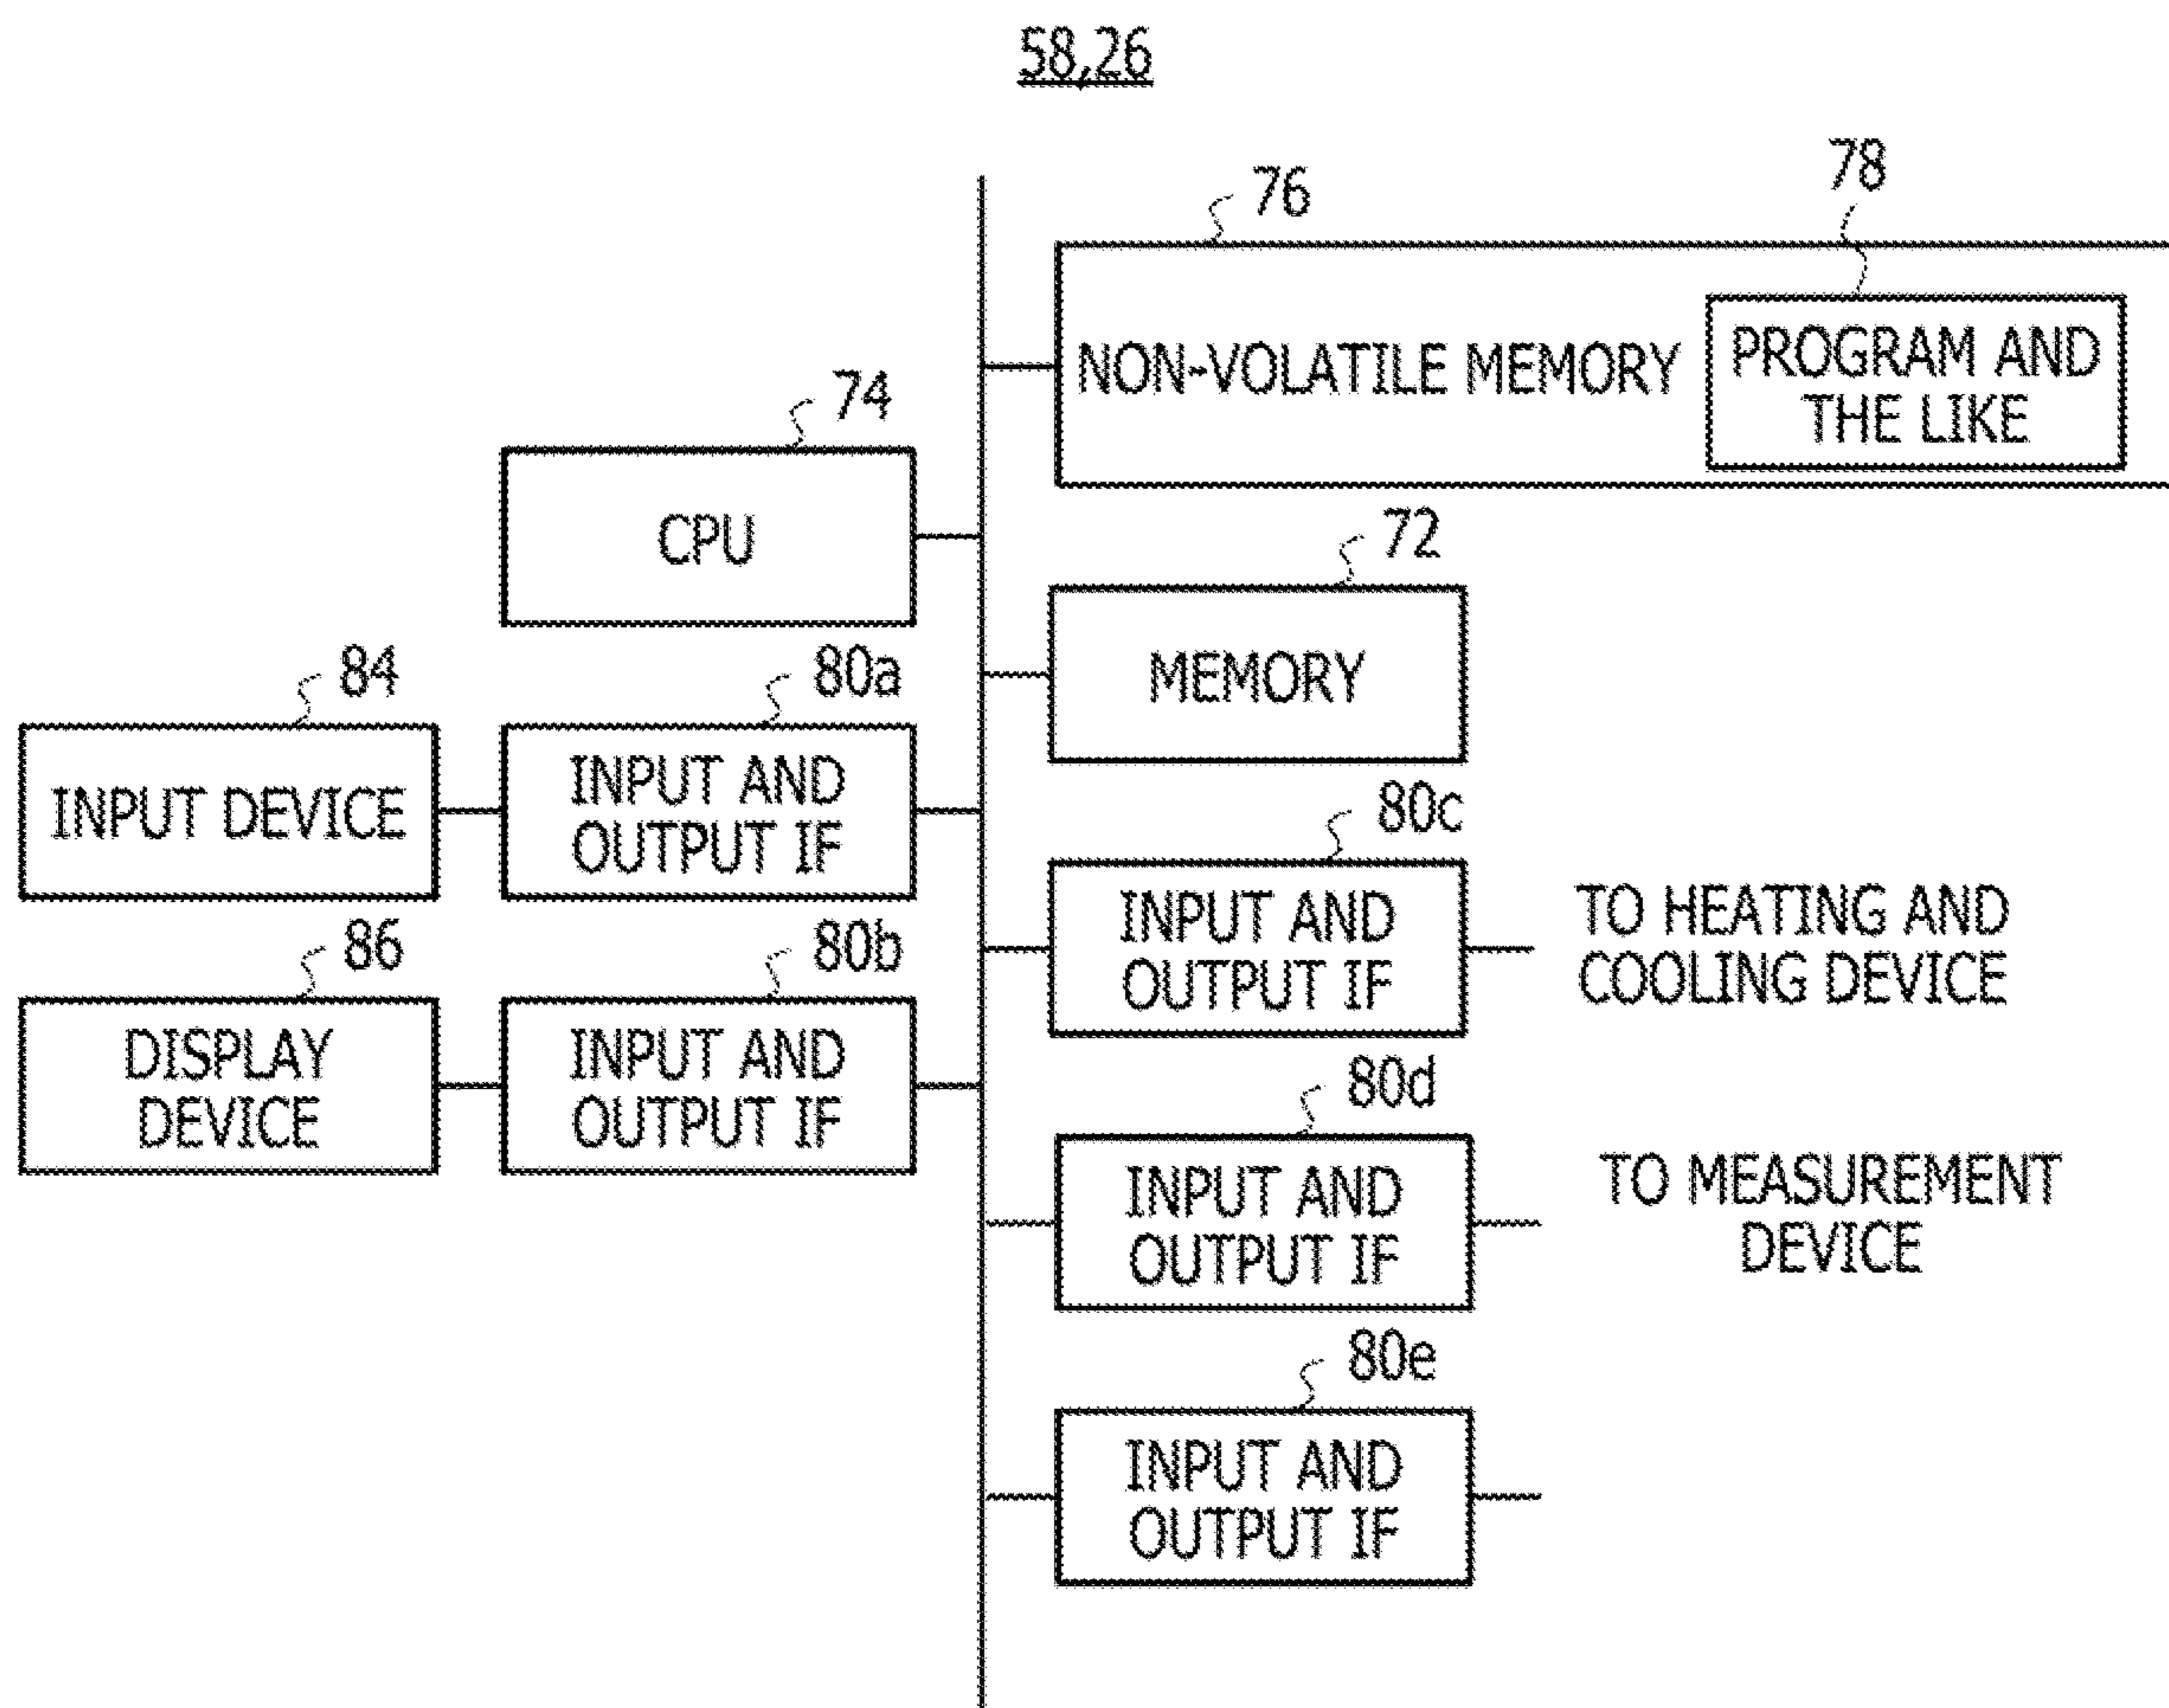 58,26
78
76
NON-VOLATILE MEMORY
PROGRAM AND
THE LIKE
74
CPU
72
MEMORY
84
INPUT DEVICE
80a
INPUT AND
OUTPUT IF
80c
INPUT AND
OUTPUT IF
TO HEATING AND
COOLING DEVICE
86
DISPLAY
DEVICE
80b
INPUT AND
OUTPUT IF
80d
INPUT AND
OUTPUT IF
TO MEASUREMENT
DEVICE
80e
INPUT AND
OUTPUT IF